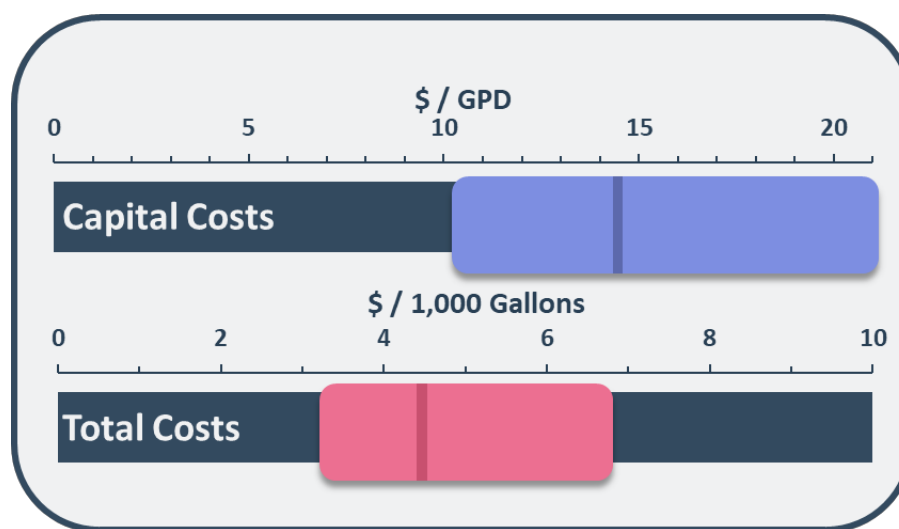 $ / GPD
0 5 10 15 20
Capital Costs
$ / 1,000 Gallons
0 2 4 6 8 10
Total Costs